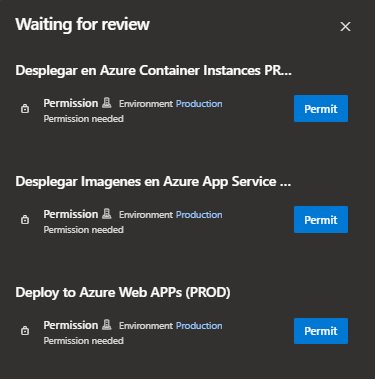 Waiting for review
Desplegar en Azure Container Instances PR...
Permission Environment Production
Permission needed
Permit
Desplegar Imagenes en Azure App Service ...
Permission Environment Production
Permission needed
Permit
Deploy to Azure Web APPs (PROD)
Permission Environment Production
Permission needed
Permit